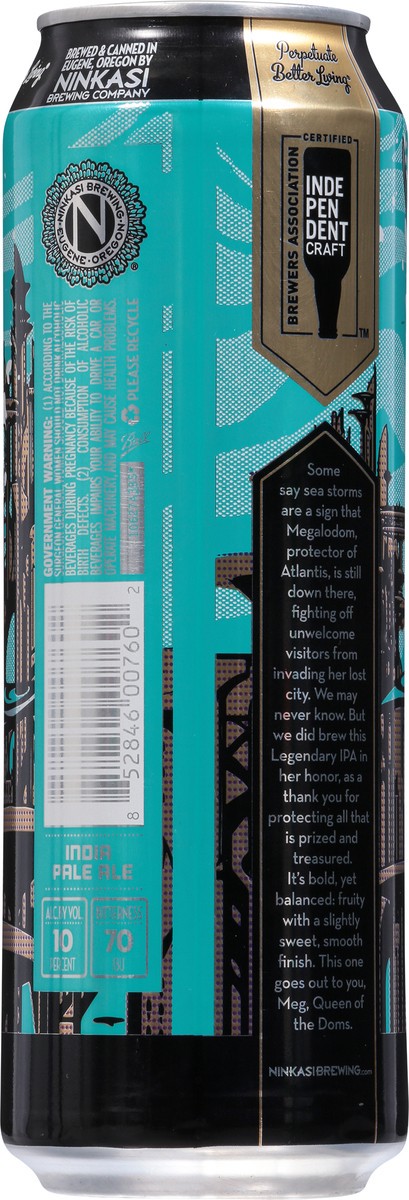 BREWED & CANNED IN
EUGENE, OREGON BY
NINKASI
BREWING COMPANY
Perpetuate
Better Living
NINKASI BREWING
EUGENE · OREGON
N
®
CERTIFIED
BREWERS ASSOCIATION
INDE
PEN
DENT
CRAFT
TM
GOVERNMENT WARNING: (1) ACCORDING TO THE
SURGEON GENERAL, WOMEN SHOULD NOT DRINK ALCOHOLIC
BEVERAGES DURING PREGNANCY BECAUSE OF THE RISK OF
BIRTH DEFECTS. (2) CONSUMPTION OF ALCOHOLIC
BEVERAGES IMPAIRS YOUR ABILITY TO DRIVE A CAR OR
OPERATE MACHINERY, AND MAY CAUSE HEALTH PROBLEMS.
PLEASE RECYCLE
8 52846 00760 2
INDIA
PALE ALE
ALC BY VOL
10
PERCENT
BITTERNESS
70
IBU
Some
say sea storms
are a sign that
Megalodom,
protector of
Atlantis, is still
down there,
fighting off
unwelcome
visitors from
invading her lost
city. We may
never know. But
we did brew this
Legendary IPA in
her honor, as a
thank you for
protecting all that
is prized and
treasured.
It's bold, yet
balanced: fruity
with a slightly
sweet, smooth
finish. This one
goes out to you,
Meg, Queen of
the Doms.
NINKASIBREWING.com